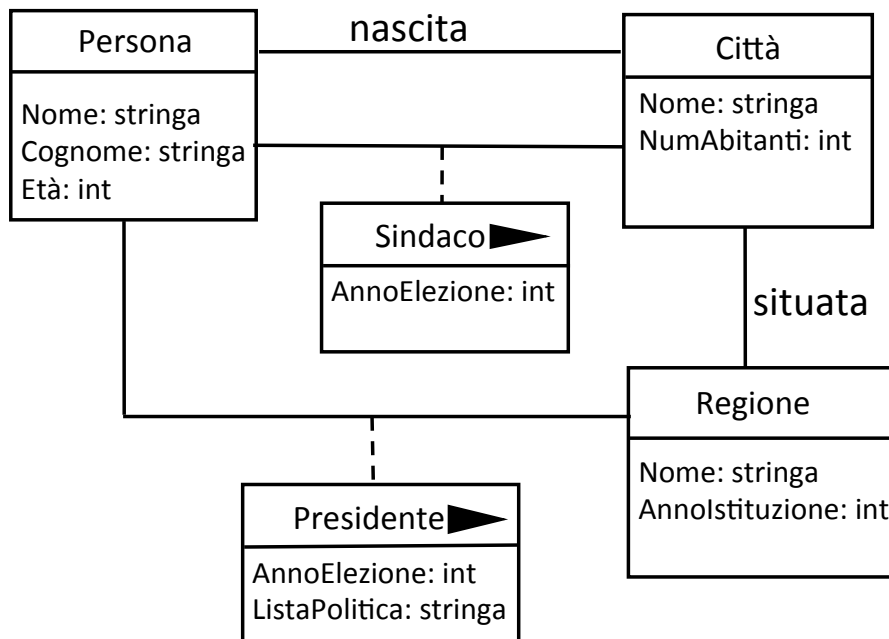 Persona
Nome: stringa
Cognome: stringa
Età: int
nascita
Città
Nome: stringa
NumAbitanti: int
Sindaco
AnnoElezione: int
situata
Regione
Nome: stringa
AnnoIstituzione: int
Presidente
AnnoElezione: int
ListaPolitica: stringa